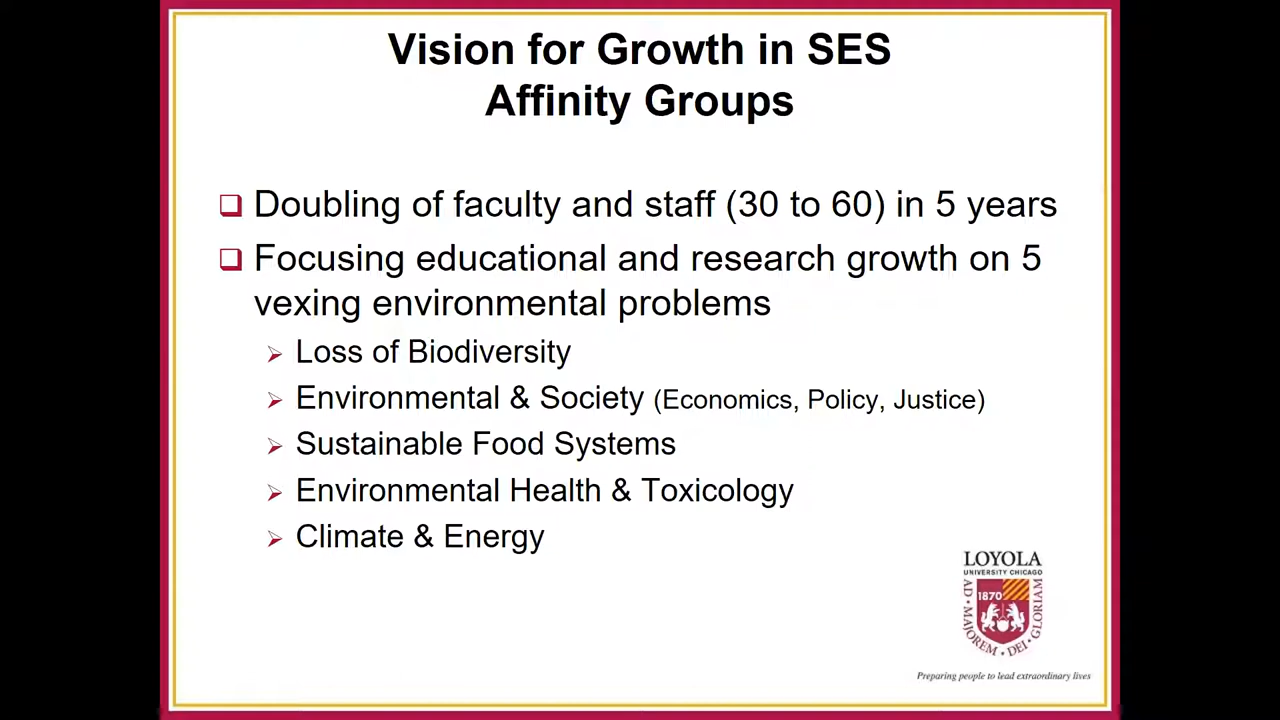 Vision for Growth in SES
Affinity Groups
Doubling of faculty and staff (30 to 60) in 5 years
Focusing educational and research growth on 5
vexing environmental problems
Loss of Biodiversity
Environmental & Society (Economics, Policy, Justice)
Sustainable Food Systems
Environmental Health & Toxicology
Climate & Energy
LOYOLA
UNIVERSITY CHICAGO
1870
AD • MAJOREM • DEI • GLORIAM
Preparing people to lead extraordinary lives